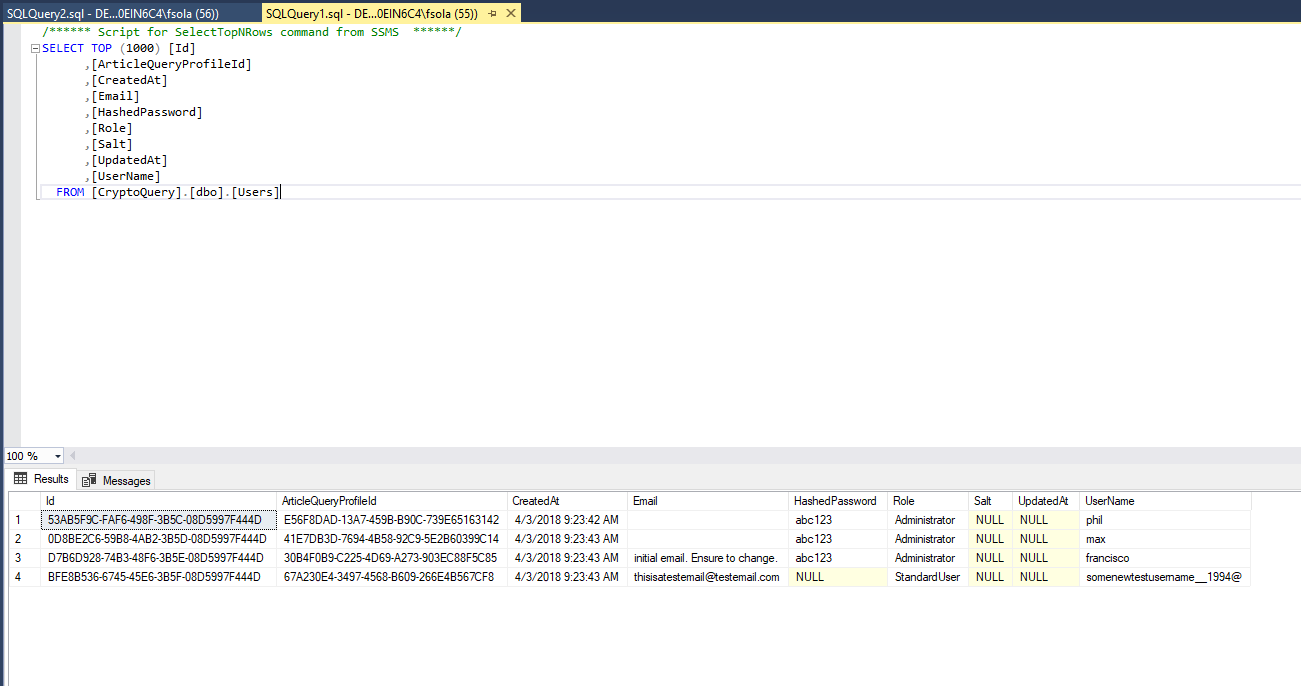 SQLQuery2.sql - DE...0EIN6C4\fsola (56))    SQLQuery1.sql - DE...0EIN6C4\fsola (55))
/****** Script for SelectTopNRows command from SSMS  ******/
SELECT TOP (1000) [Id]
      ,[ArticleQueryProfileId]
      ,[CreatedAt]
      ,[Email]
      ,[HashedPassword]
      ,[Role]
      ,[Salt]
      ,[UpdatedAt]
      ,[UserName]
  FROM [CryptoQuery].[dbo].[Users]
100 %
Results    Messages
Id    ArticleQueryProfileId    CreatedAt    Email    HashedPassword    Role    Salt    UpdatedAt    UserName
1    53AB5F9C-FAF6-498F-3B5C-08D5997F444D    E56F8DAD-13A7-459B-B90C-739E65163142    4/3/2018 9:23:42 AM    abc123    Administrator    NULL    NULL    phil
2    0D8BE2C6-59B8-4AB2-3B5D-08D5997F444D    41E7DB3D-7694-4B58-92C9-5E2B60399C14    4/3/2018 9:23:43 AM    abc123    Administrator    NULL    NULL    max
3    D7B6D928-74B3-48F6-3B5E-08D5997F444D    30B4F0B9-C225-4D69-A273-903EC88F5C85    4/3/2018 9:23:43 AM    initial email. Ensure to change.    abc123    Administrator    NULL    NULL    francisco
4    BFE8B536-6745-45E6-3B5F-08D5997F444D    67A230E4-3497-4568-B609-266E4B567CF8    4/3/2018 9:23:43 AM    thisisatestemail@testemail.com    NULL    StandardUser    NULL    NULL    somenewtestusername__1994@